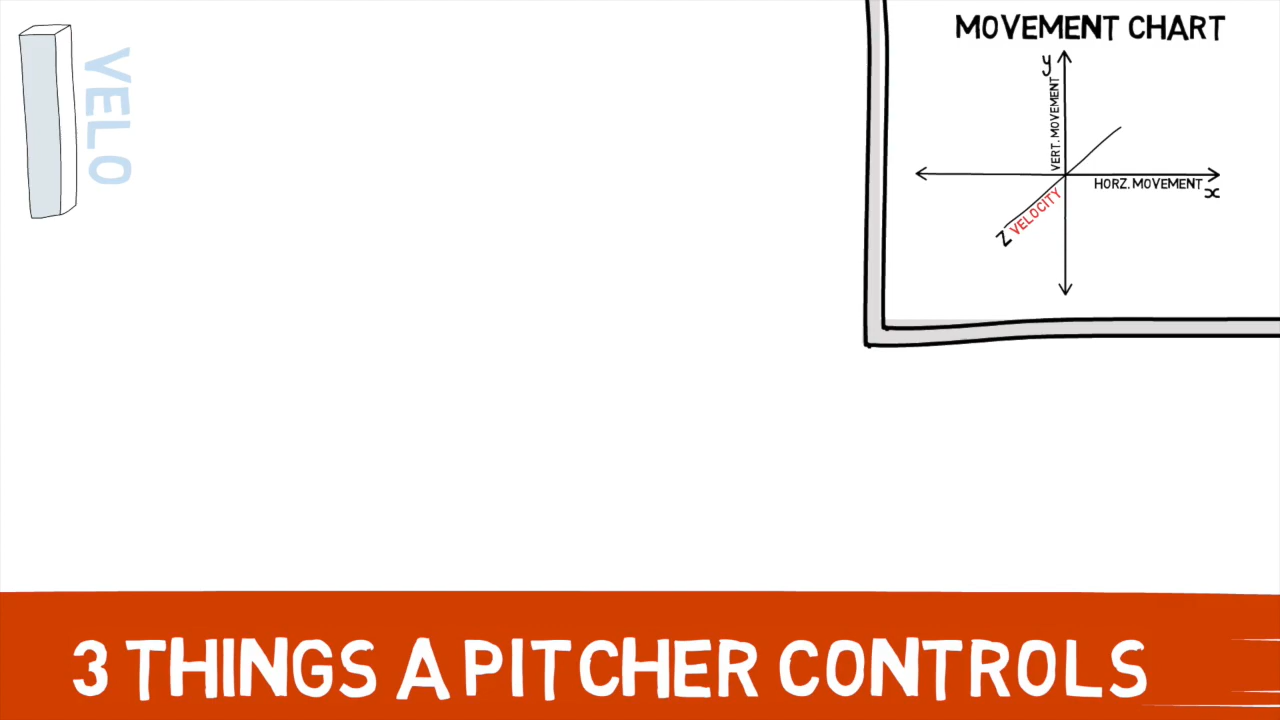 VELO
MOVEMENT CHART
y
VERT. MOVEMENT
HORZ. MOVEMENT
x
Z VELOCITY
3 THINGS A PITCHER CONTROLS